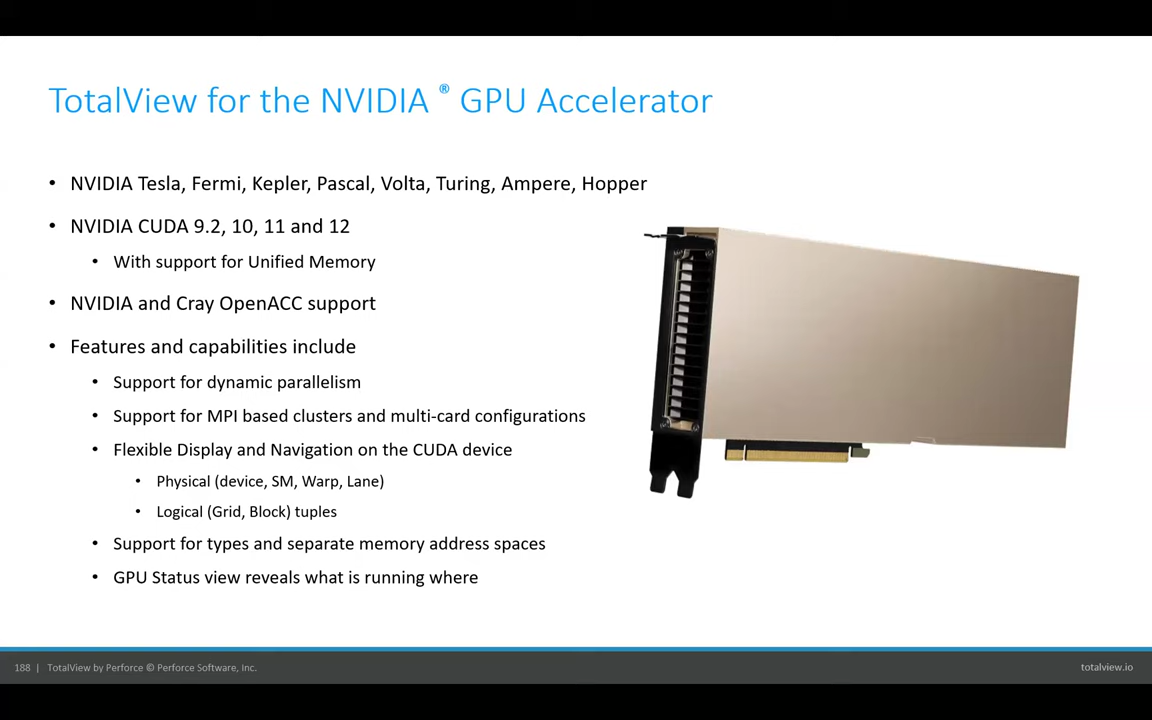 TotalView for the NVIDIA ® GPU Accelerator
• NVIDIA Tesla, Fermi, Kepler, Pascal, Volta, Turing, Ampere, Hopper
• NVIDIA CUDA 9.2, 10, 11 and 12
• With support for Unified Memory
• NVIDIA and Cray OpenACC support
• Features and capabilities include
• Support for dynamic parallelism
• Support for MPI based clusters and multi-card configurations
• Flexible Display and Navigation on the CUDA device
• Physical (device, SM, Warp, Lane)
• Logical (Grid, Block) tuples
• Support for types and separate memory address spaces
• GPU Status view reveals what is running where
188 | TotalView by Perforce © Perforce Software, Inc.
totalview.io